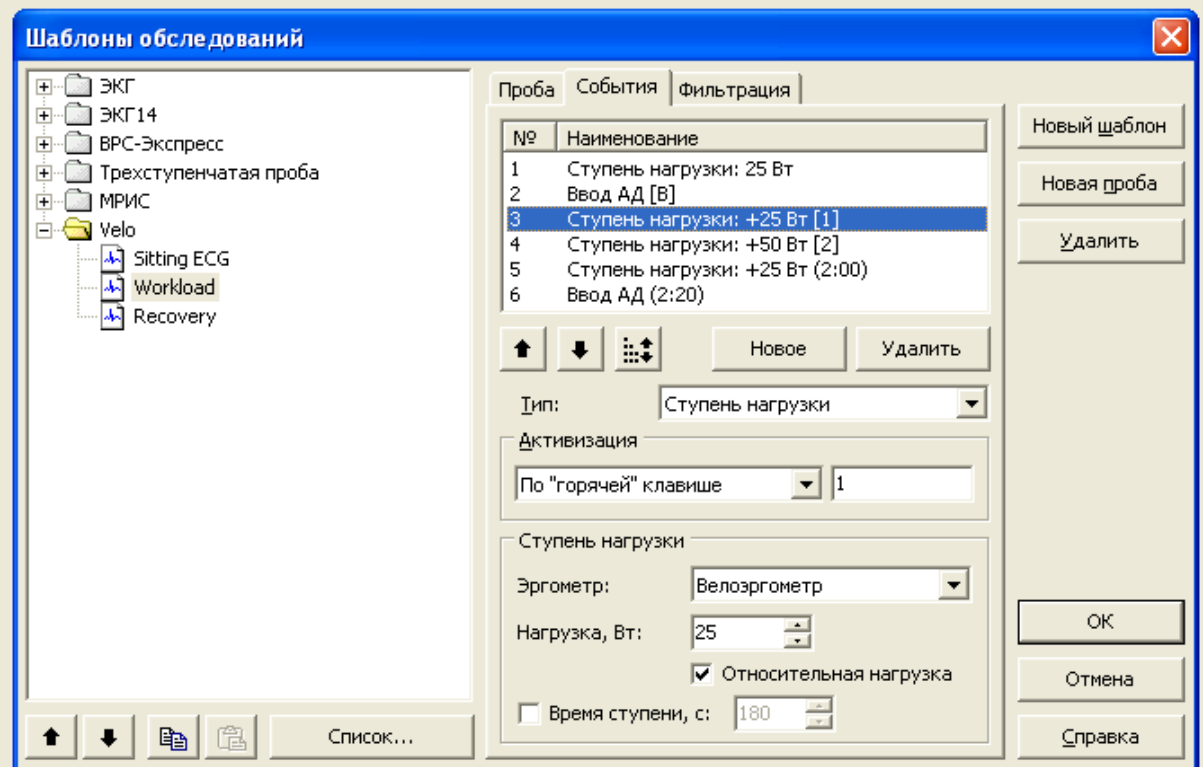 Шаблоны обследований
ЭКГ
ЭКГ14
ВРС-Экспресс
Трехступенчатая проба
МРИС
Velo
Sitting ECG
Workload
Recovery
Список...
Проба События Фильтрация
№ Наименование
1 Ступень нагрузки: 25 Вт
2 Ввод АД [B]
3 Ступень нагрузки: +25 Вт [1]
4 Ступень нагрузки: +50 Вт [2]
5 Ступень нагрузки: +25 Вт (2:00)
6 Ввод АД (2:20)
Новое Удалить
Тип: Ступень нагрузки
Активизация
По "горячей" клавише 1
Ступень нагрузки
Эргометр: Велоэргометр
Нагрузка, Вт: 25
Относительная нагрузка
Время ступени, с: 180
Новый шаблон
Новая проба
Удалить
ОК
Отмена
Справка